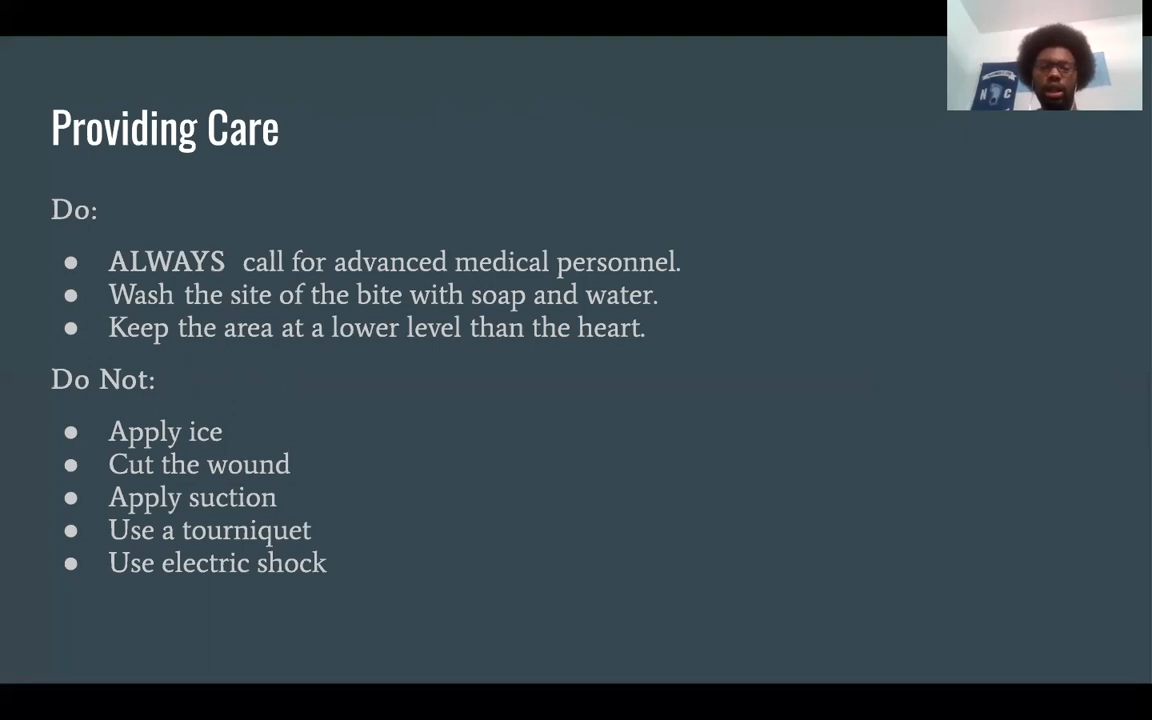 Providing Care
Do:
● ALWAYS call for advanced medical personnel.
● Wash the site of the bite with soap and water.
● Keep the area at a lower level than the heart.
Do Not:
● Apply ice
● Cut the wound
● Apply suction
● Use a tourniquet
● Use electric shock
N C